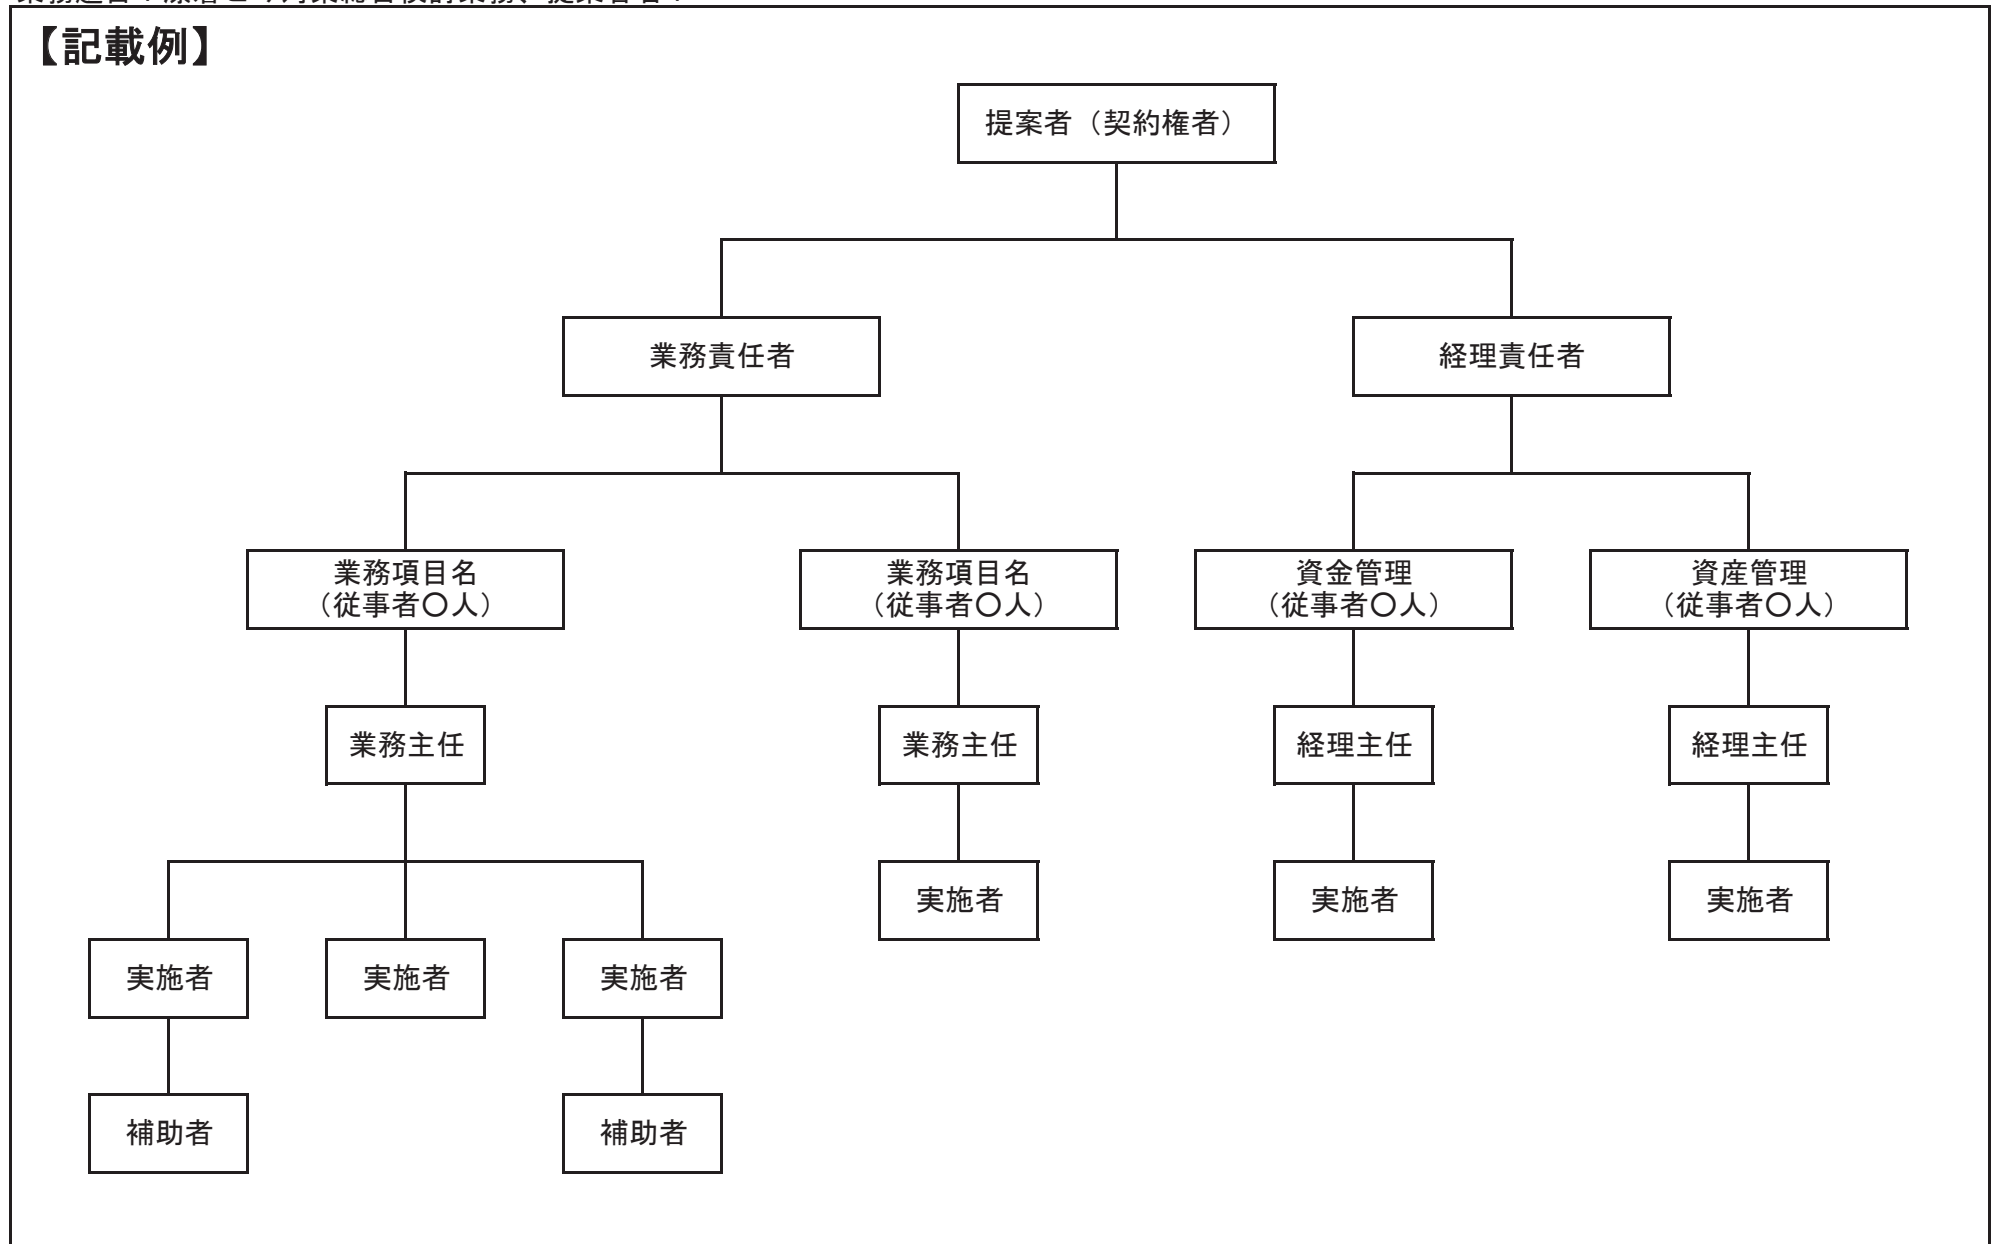 【記載例】
提案者（契約権者）
業務責任者
経理責任者
業務項目名
（従事者〇人）
業務項目名
（従事者〇人）
資金管理
（従事者〇人）
資産管理
（従事者〇人）
業務主任
業務主任
経理主任
経理主任
実施者
実施者
実施者
実施者
実施者
実施者
補助者
補助者